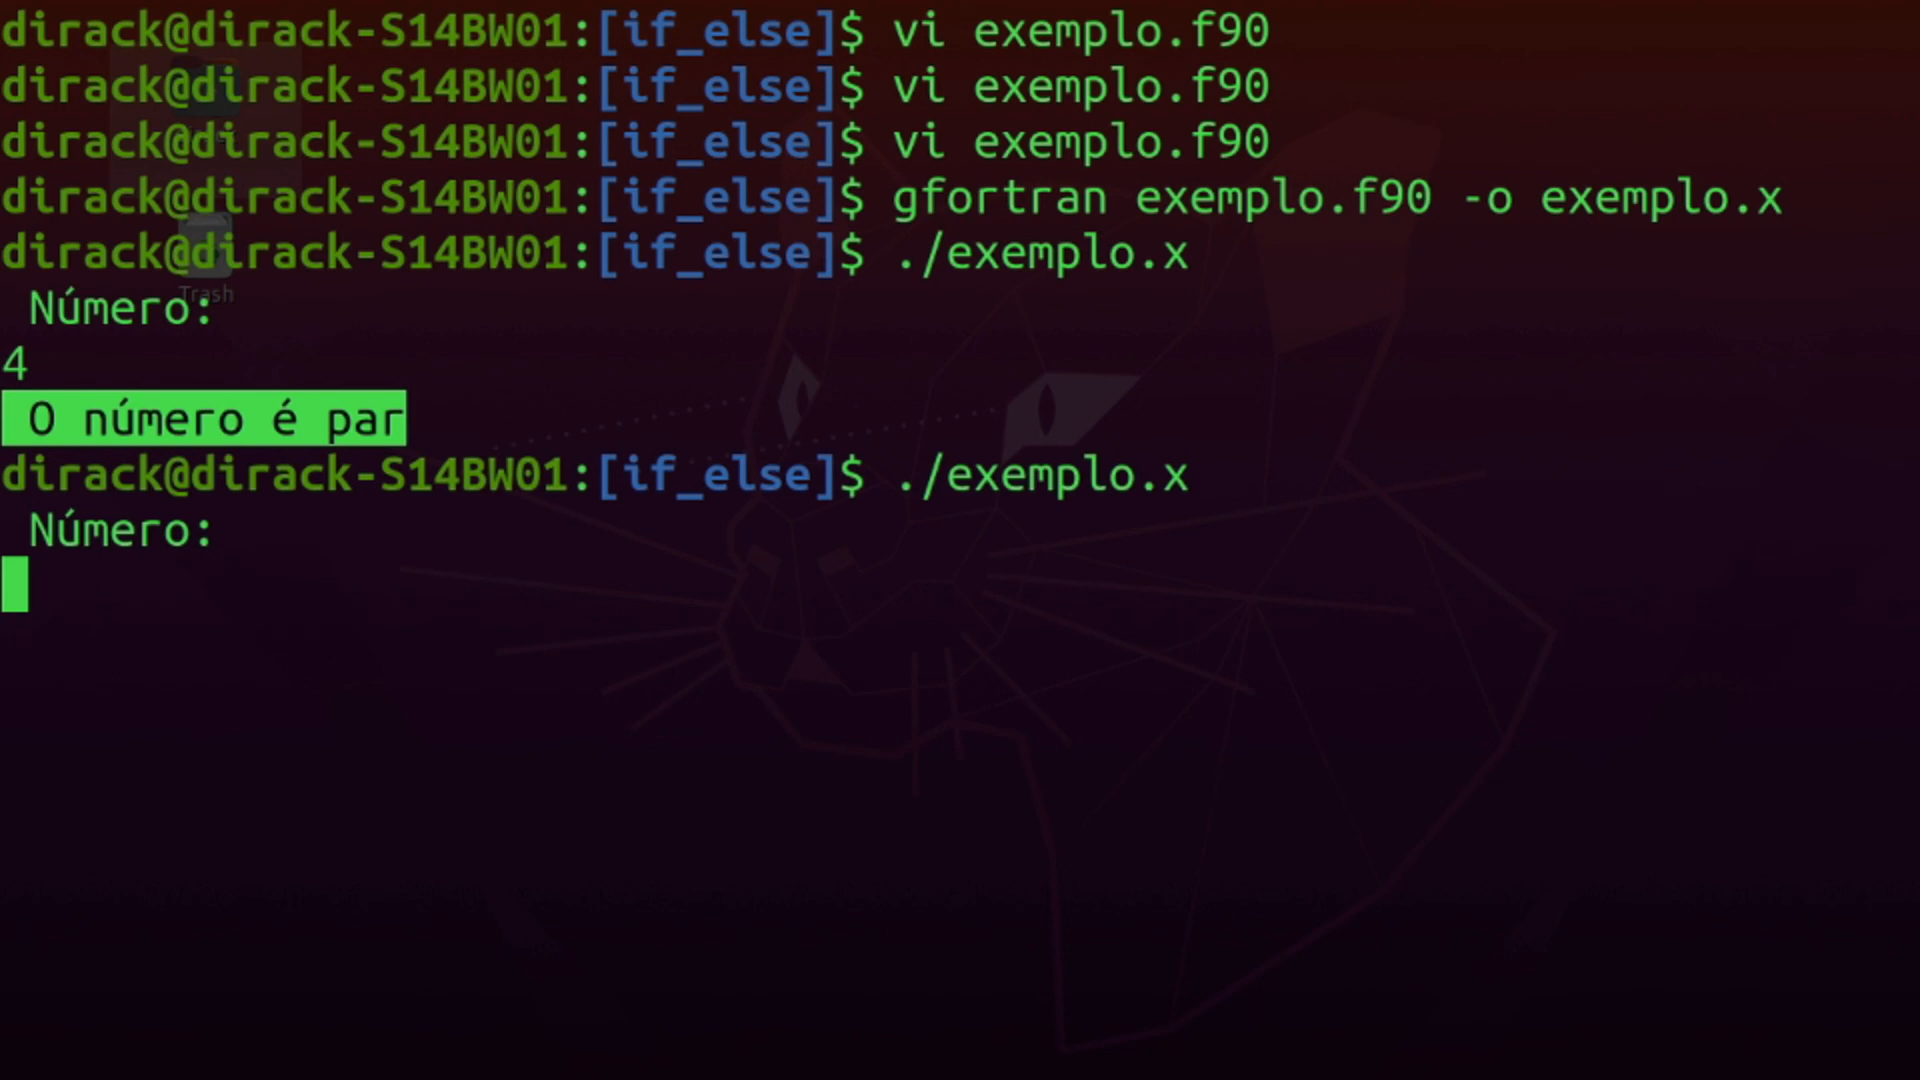 dirack@dirack-S14BW01:[if_else]$ vi exemplo.f90
dirack@dirack-S14BW01:[if_else]$ vi exemplo.f90
dirack@dirack-S14BW01:[if_else]$ vi exemplo.f90
dirack@dirack-S14BW01:[if_else]$ gfortran exemplo.f90 -o exemplo.x
dirack@dirack-S14BW01:[if_else]$ ./exemplo.x
Trash
Número:
4
O número é par
dirack@dirack-S14BW01:[if_else]$ ./exemplo.x
Número: